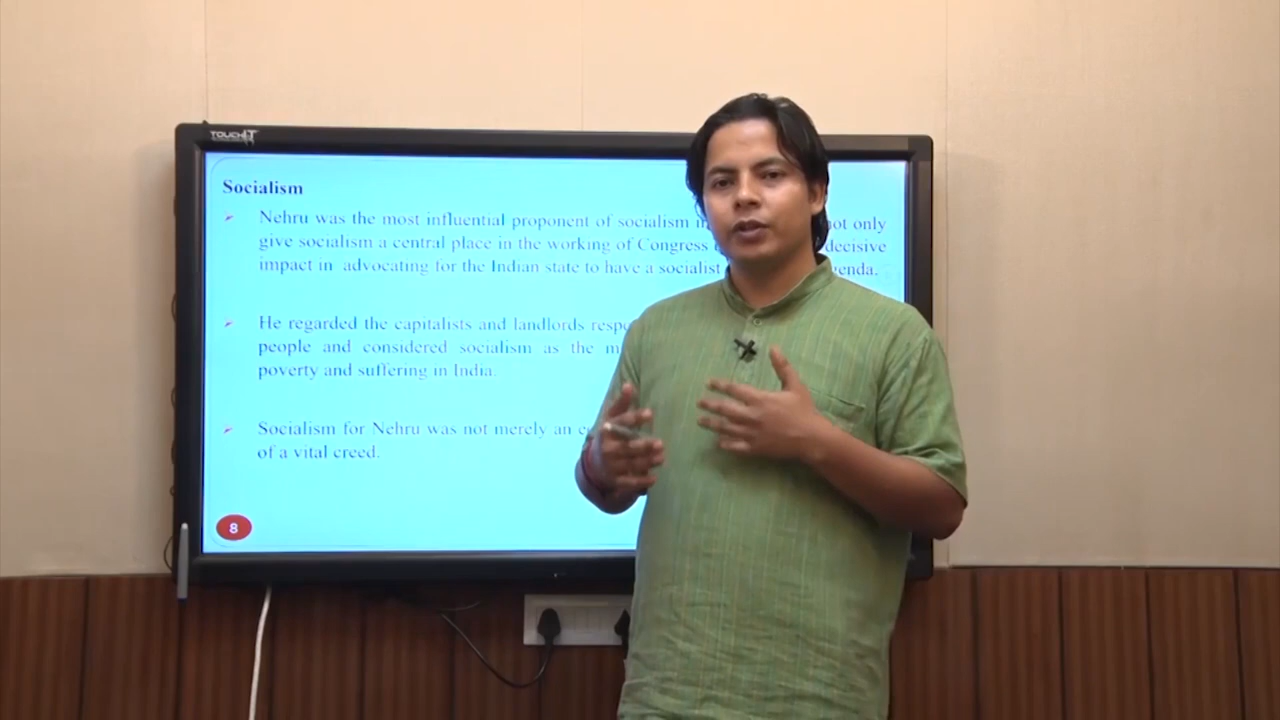 TOUCHIT
Socialism
Nehru was the most influential proponent of socialism in not only
give socialism a central place in the working of Congress decisive
impact in advocating for the Indian state to have a socialist genda.
He regarded the capitalists and landlords resp
people and considered socialism as the m
poverty and suffering in India.
Socialism for Nehru was not merely an
of a vital creed.
8